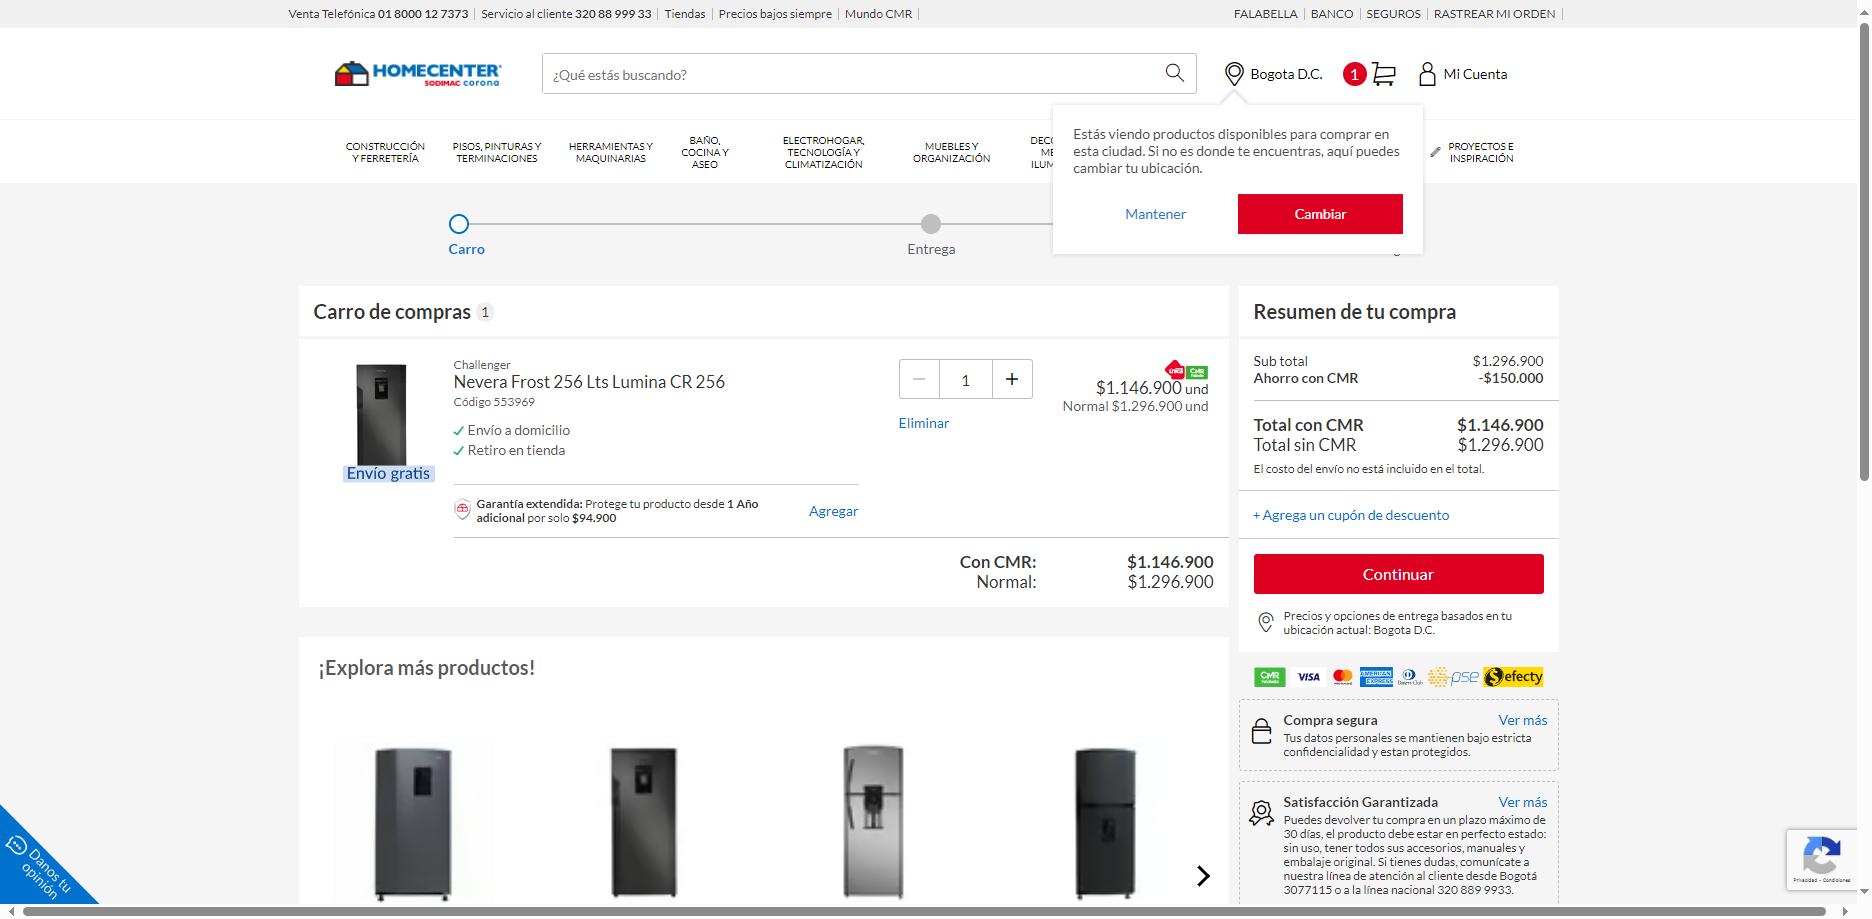 Venta Telefónica 01 8000 12 7373 Servicio al cliente 320 88 999 33 Tiendas Precios bajos siempre Mundo CMR
FALABELLA BANCO SEGUROS RASTREAR MI ORDEN
HOMECENTER
SODIMAC corona
¿Qué estás buscando?
Bogota D.C.
1
Mi Cuenta
CONSTRUCCIÓN
Y FERRETERÍA
PISOS, PINTURAS Y
TERMINACIONES
HERRAMIENTAS Y
MAQUINARIAS
BAÑO,
COCINA Y
ASEO
ELECTROHOGAR,
TECNOLOGÍA Y
CLIMATIZACIÓN
MUEBLES Y
ORGANIZACIÓN
DECO
ME
ILUM
PROYECTOS E
INSPIRACIÓN
Estás viendo productos disponibles para comprar en
esta ciudad. Si no es donde te encuentras, aquí puedes
cambiar tu ubicación.
Mantener
Cambiar
Carro
Entrega
Carro de compras 1
Challenger
Nevera Frost 256 Lts Lumina CR 256
Código 553969
Envío a domicilio
Retiro en tienda
Envío gratis
Garantía extendida: Protege tu producto desde 1 Año
adicional por solo $94.900
Agregar
1
Eliminar
$1.146.900 und
Normal $1.296.900 und
Con CMR: $1.146.900
Normal: $1.296.900
Resumen de tu compra
Sub total $1.296.900
Ahorro con CMR -$150.000
Total con CMR $1.146.900
Total sin CMR $1.296.900
El costo del envío no está incluido en el total.
+ Agrega un cupón de descuento
Continuar
Precios y opciones de entrega basados en tu
ubicación actual: Bogota D.C.
CMR VISA AMERICAN EXPRESS pse efecty
Compra segura Ver más
Tus datos personales se mantienen bajo estricta
confidencialidad y estan protegidos.
Satisfacción Garantizada Ver más
Puedes devolver tu compra en un plazo máximo de
30 días, el producto debe estar en perfecto estado:
sin uso, tener todos sus accesorios, manuales y
embalaje original. Si tienes dudas, comunícate a
nuestra línea de atención al cliente desde Bogotá
3077115 o a la línea nacional 320 889 9933.
¡Explora más productos!
Danos tu
opinión
Privacidad - Condiciones